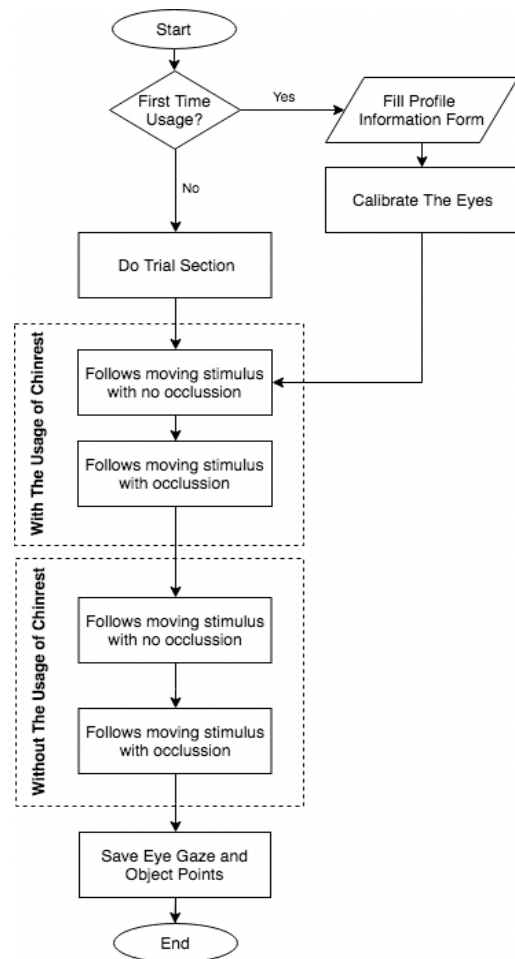 Start
First Time
Usage?
Yes
Fill Profile
Information Form
No
Calibrate The Eyes
Do Trial Section
With The Usage of Chinrest
Follows moving stimulus
with no occlussion
Follows moving stimulus
with occlussion
Without The Usage of Chinrest
Follows moving stimulus
with no occlussion
Follows moving stimulus
with occlussion
Save Eye Gaze and
Object Points
End